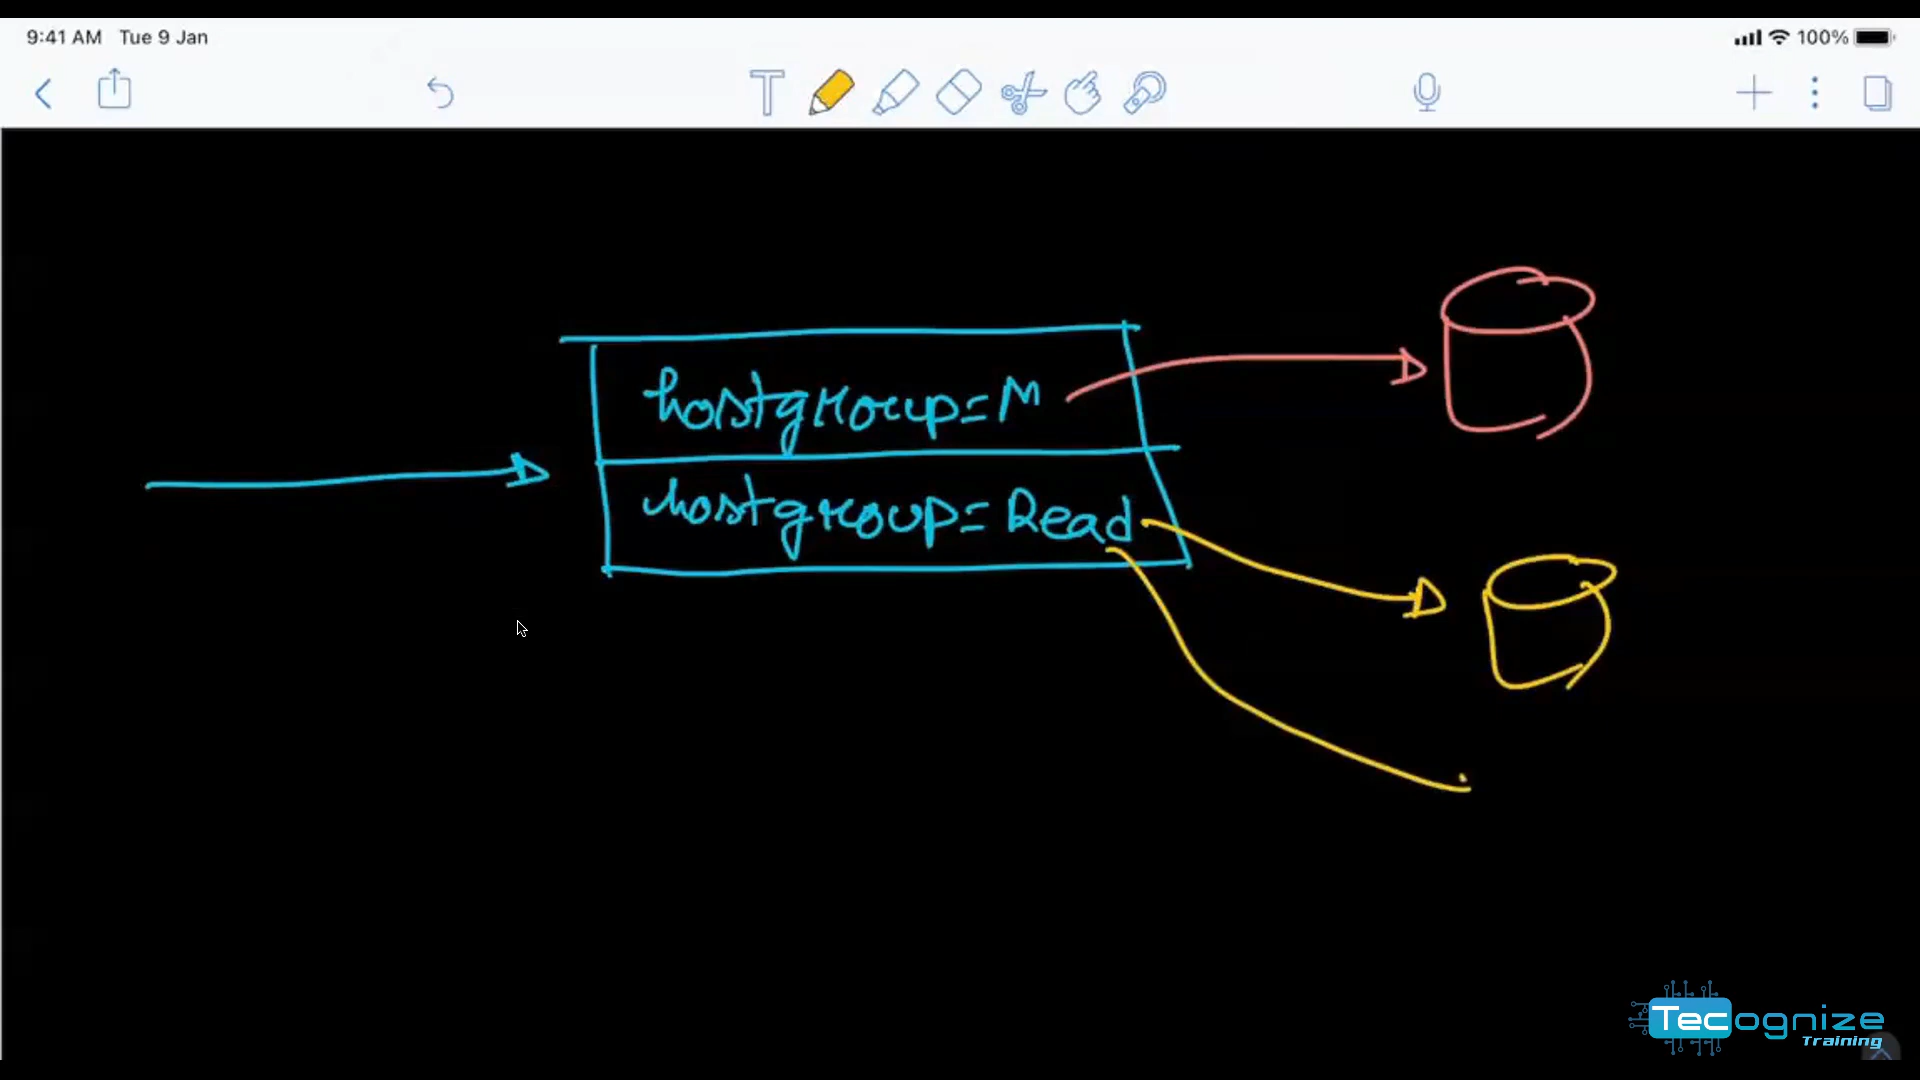 9:41 AM Tue 9 Jan
100%
T
hostgroup=M
hostgroup=Read
Tecognize
Training